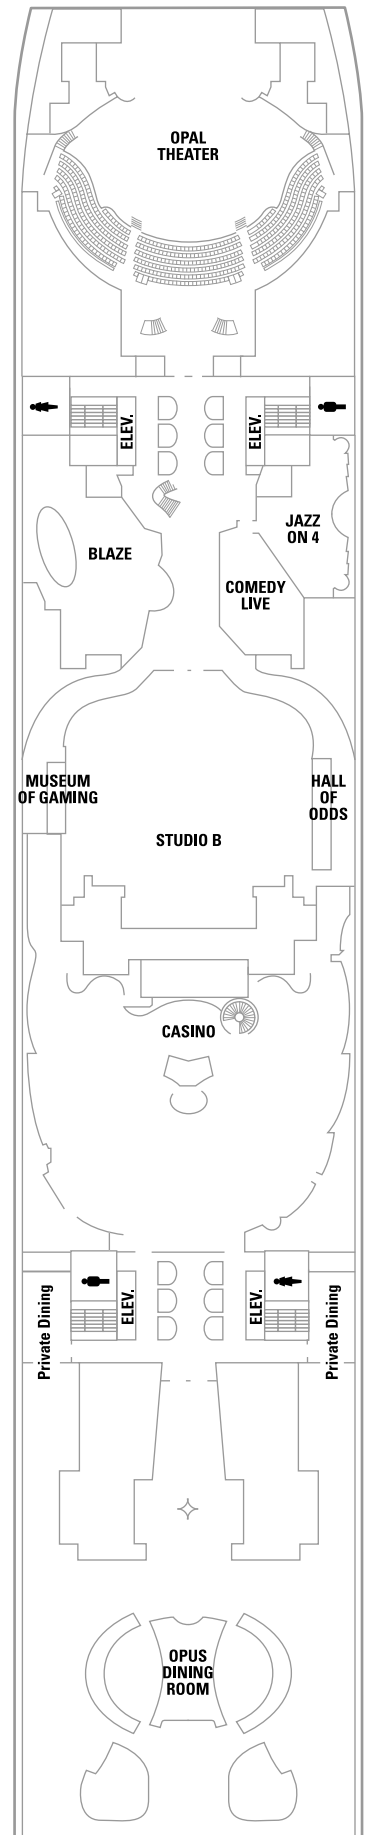 OPAL
THEATER
ELEV.
ELEV.
JAZZ
ON 4
BLAZE
COMEDY
LIVE
MUSEUM
OF GAMING
HALL
OF
ODDS
STUDIO B
CASINO
Private Dining
ELEV.
ELEV.
Private Dining
OPUS
DINING
ROOM